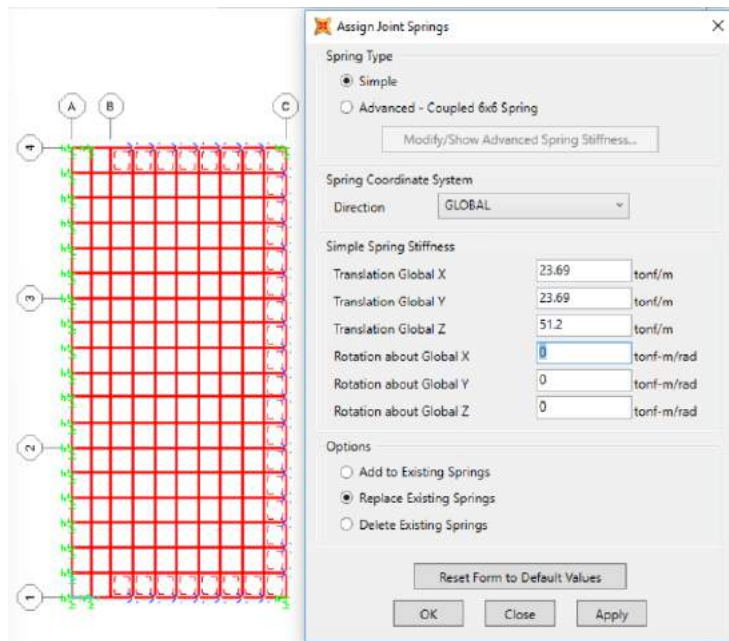 Assign Joint Springs
Spring Type
Simple
Advanced - Coupled 6x6 Spring
Modify/Show Advanced Spring Stiffness...
Spring Coordinate System
Direction GLOBAL
Simple Spring Stiffness
Translation Global X 23.69 tonf/m
Translation Global Y 23.69 tonf/m
Translation Global Z 51.2 tonf/m
Rotation about Global X 0 tonf-m/rad
Rotation about Global Y 0 tonf-m/rad
Rotation about Global Z 0 tonf-m/rad
Options
Add to Existing Springs
Replace Existing Springs
Delete Existing Springs
Reset Form to Default Values
OK Close Apply
A B C
4
3
2
1